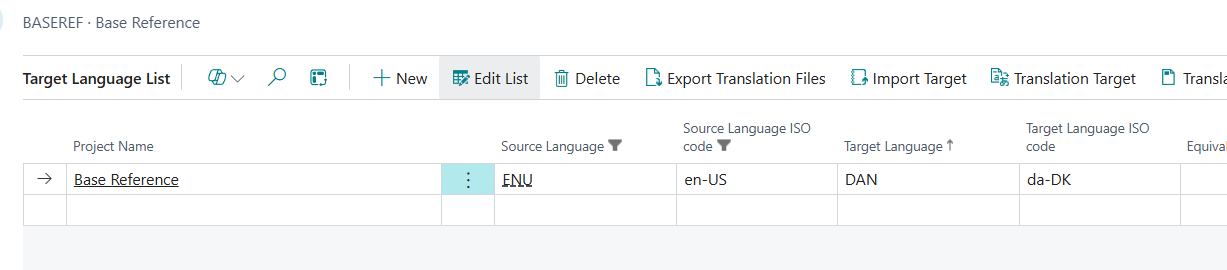 BASEREF · Base Reference
Target Language List
New
Edit List
Delete
Export Translation Files
Import Target
Translation Target
Transla
Project Name
Source Language
Source Language ISO
code
Target Language
Target Language ISO
code
Equival
Base Reference
ENU
en-US
DAN
da-DK